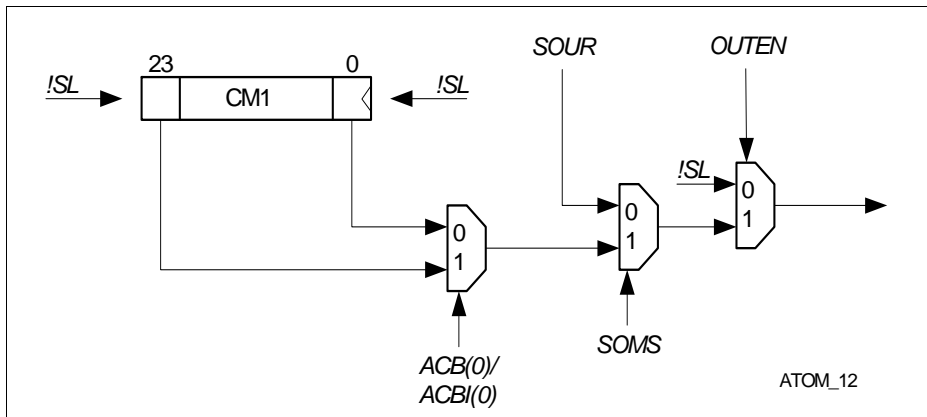 SOUR
OUTEN
23
0
!SL
CM1
!SL
!SL
0
1
0
1
0
1
ACB(0)/
ACBI(0)
SOMS
ATOM_12